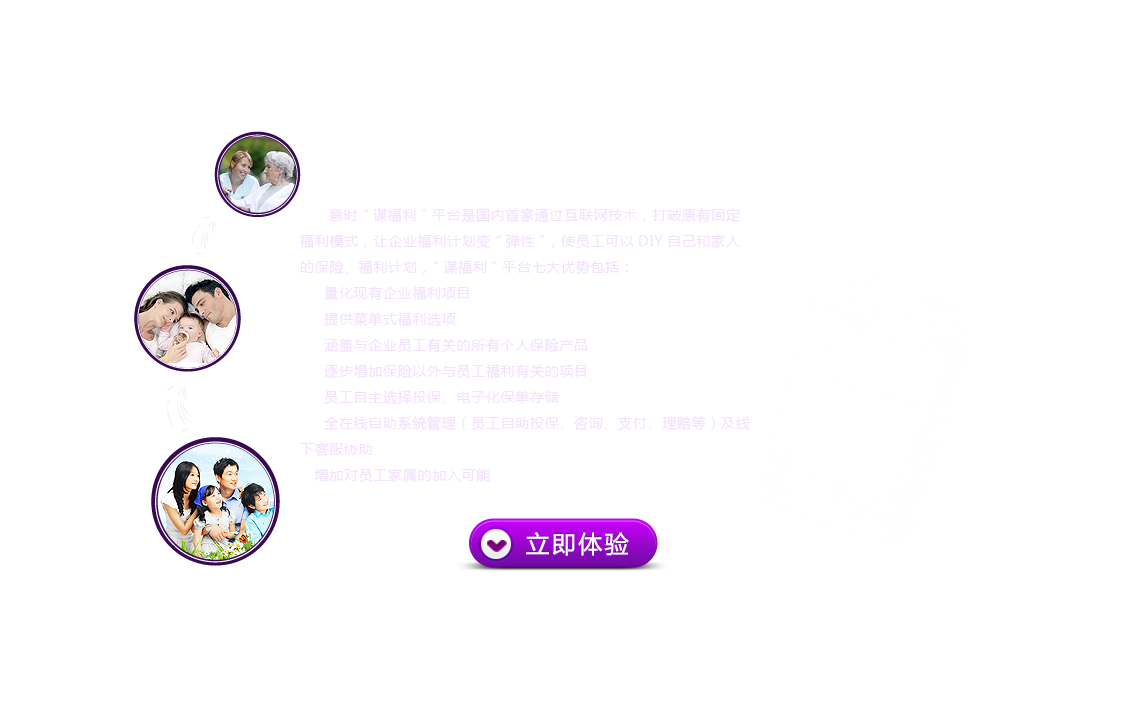 意时“谋福利”平台是国内首家通过互联网技术，打破原有固定
福利模式，让企业福利计划变“弹性”，使员工可以 DIY 自己和家人
的保险、福利计划，“谋福利”平台七大优势包括：
量化现有企业福利项目
提供菜单式福利选项
涵盖与企业员工有关的所有个人保险产品
逐步增加保险以外与员工福利有关的项目
员工自主选择投保、电子化保单存储
全在线自助系统管理（员工自助投保、咨询、支付、理赔等）及线
下客服协助
增加对员工家属的加入可能
立即体验